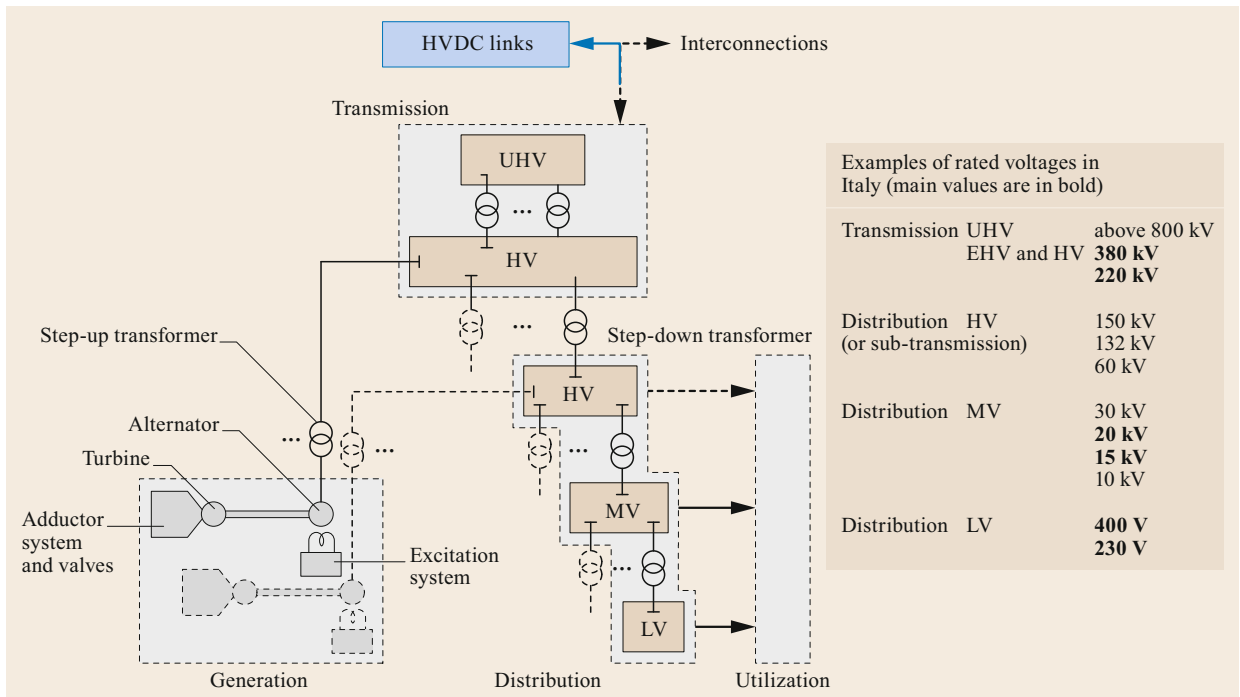 HVDC links
Interconnections
Transmission
UHV
HV
Step-up transformer
Step-down transformer
HV
Alternator
Turbine
MV
Adductor
system
and valves
Excitation
system
LV
Generation
Distribution
Utilization
...
...
...
...
...
...
Examples of rated voltages in
Italy (main values are in bold)
Transmission UHV above 800 kV
EHV and HV 380 kV
220 kV
Distribution HV 150 kV
(or sub-transmission) 132 kV
60 kV
Distribution MV 30 kV
20 kV
15 kV
10 kV
Distribution LV 400 V
230 V